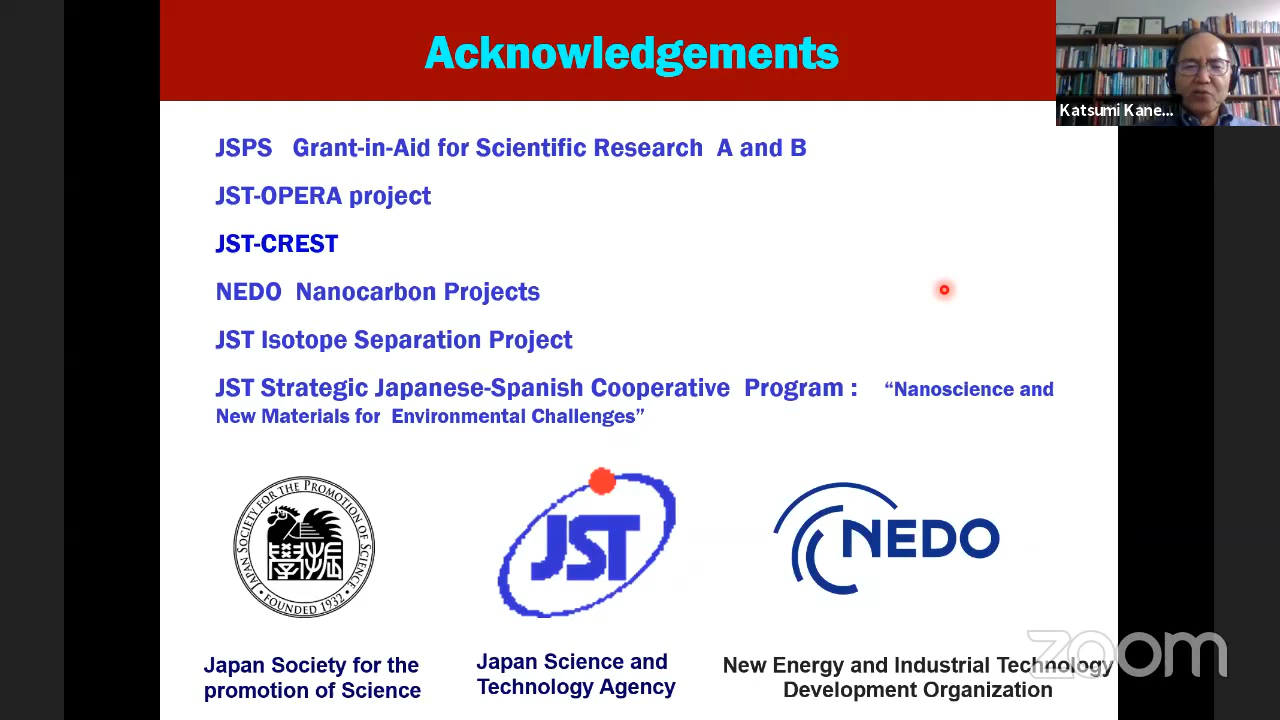 Acknowledgements
Katsumi Kane...
JSPS Grant-in-Aid for Scientific Research A and B
JST-OPERA project
JST-CREST
NEDO Nanocarbon Projects
JST Isotope Separation Project
JST Strategic Japanese-Spanish Cooperative Program : “Nanoscience and
New Materials for Environmental Challenges”
JAPAN SOCIETY FOR THE PROMOTION OF SCIENCE
學振
• FOUNDED 1932 •
JST
NEDO
Japan Society for the
promotion of Science
Japan Science and
Technology Agency
New Energy and Industrial Technology
Development Organization
zoom